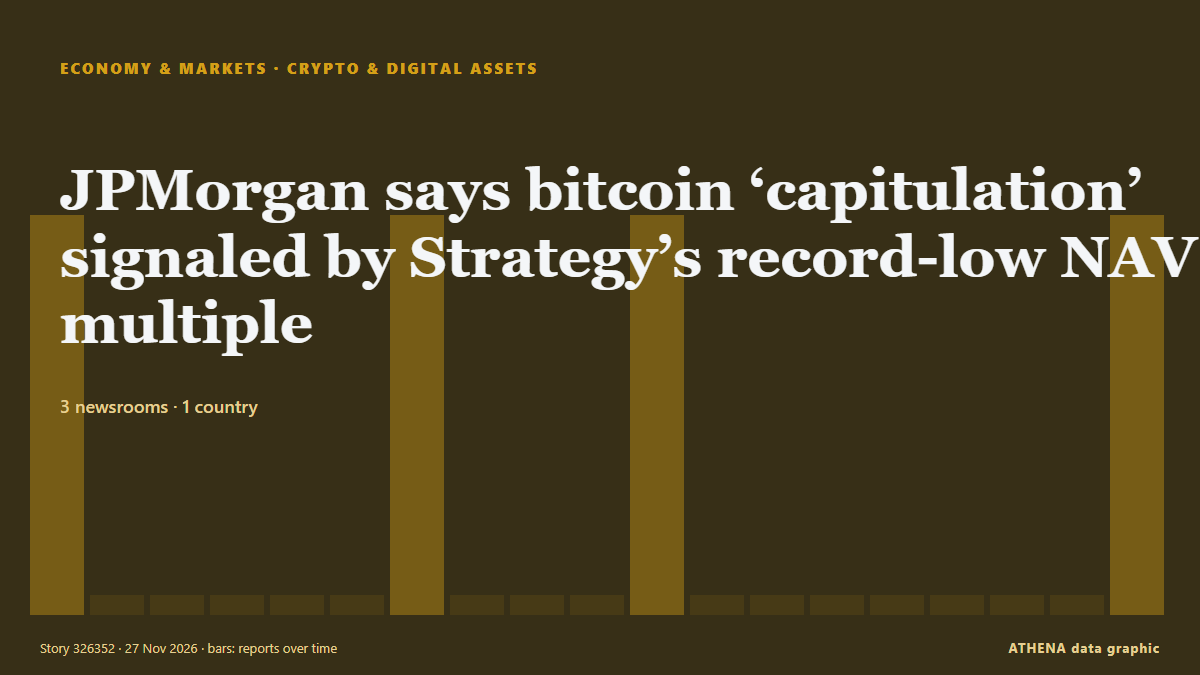 ECONOMY & MARKETS · CRYPTO & DIGITAL ASSETS
JPMorgan says bitcoin ‘capitulation’
signaled by Strategy’s record-low NAV
multiple
3 newsrooms · 1 country
Story 326352 · 27 Nov 2026 · bars: reports over time
ATHENA data graphic